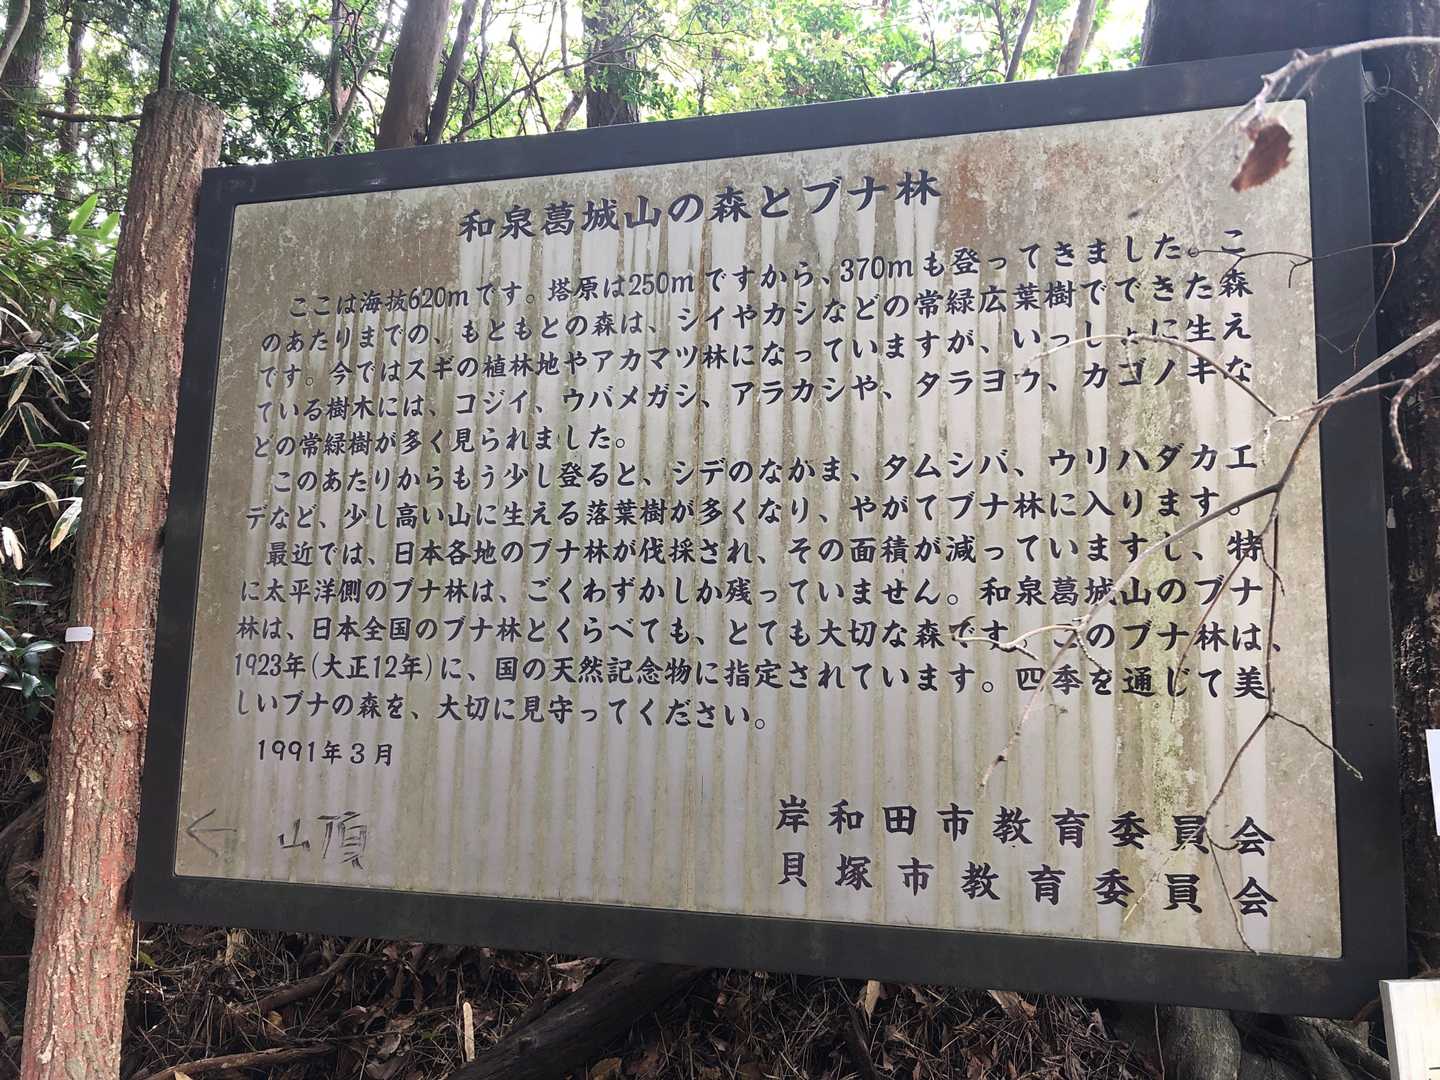 和泉葛城山の森とブナ林
ここは海抜620mです。塔原は250mですから、370mも登ってきました。こ
のあたりまでの、もともとの森は、シイやカシなどの常緑広葉樹でできた森
です。今ではスギの植林地やアカマツ林になっていますが、いっしょに生え
ている樹木には、コジイ、ウバメガシ、アラカシや、タラヨウ、カゴノキな
どの常緑樹が多く見られました。
このあたりからもう少し登ると、シデのなかま、タムシバ、ウリハダカエ
デなど、少し高い山に生える落葉樹が多くなり、やがてブナ林に入ります。
最近では、日本各地のブナ林が伐採され、その面積が減っていますし、特
に太平洋側のブナ林は、ごくわずかしか残っていません。和泉葛城山のブナ
林は、日本全国のブナ林とくらべても、とても大切な森です。このブナ林は、
1923年(大正12年)に、国の天然記念物に指定されています。四季を通じて美
しいブナの森を、大切に見守ってください。
1991年3月
岸和田市教育委員会
貝塚市教育委員会
← 山頂